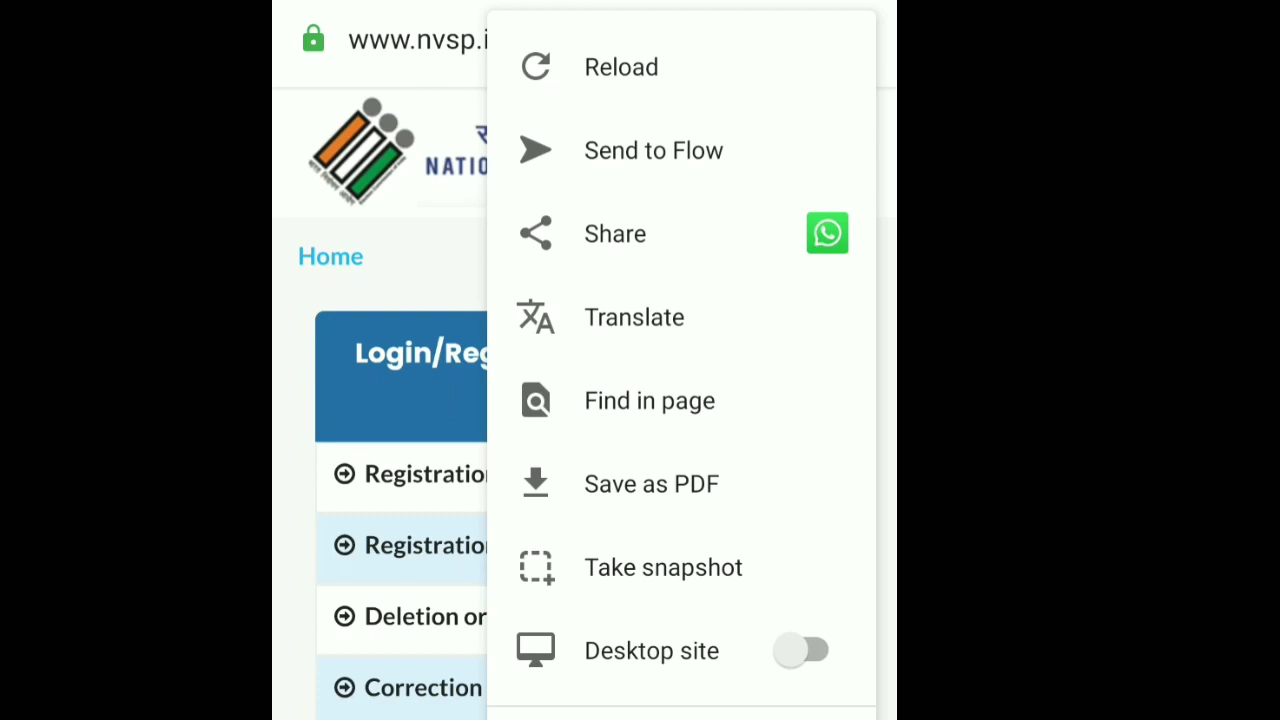 www.nvsp.i
NATIO
Home
Login/Reg
Registratio
Registratio
Deletion or
Correction
Reload
Send to Flow
Share
Translate
Find in page
Save as PDF
Take snapshot
Desktop site